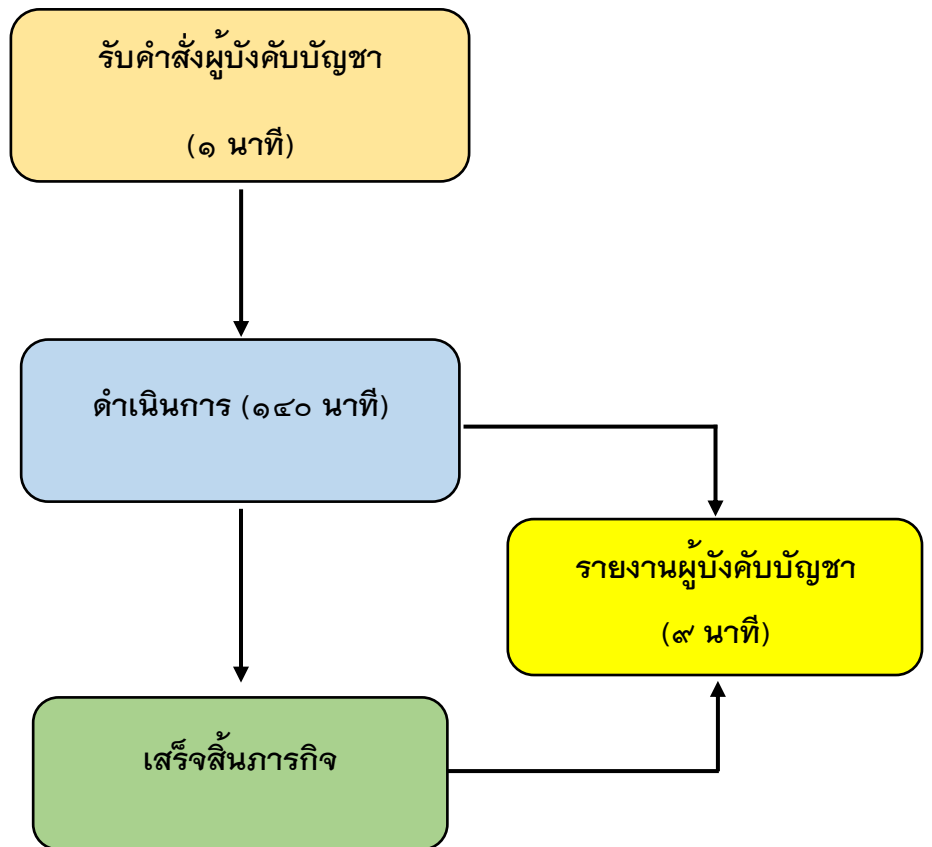 รับคำสั่งผู้บังคับบัญชา
(๑ นาที)
ดำเนินการ (๑๔๐ นาที)
รายงานผู้บังคับบัญชา
(๙ นาที)
เสร็จสิ้นภารกิจ